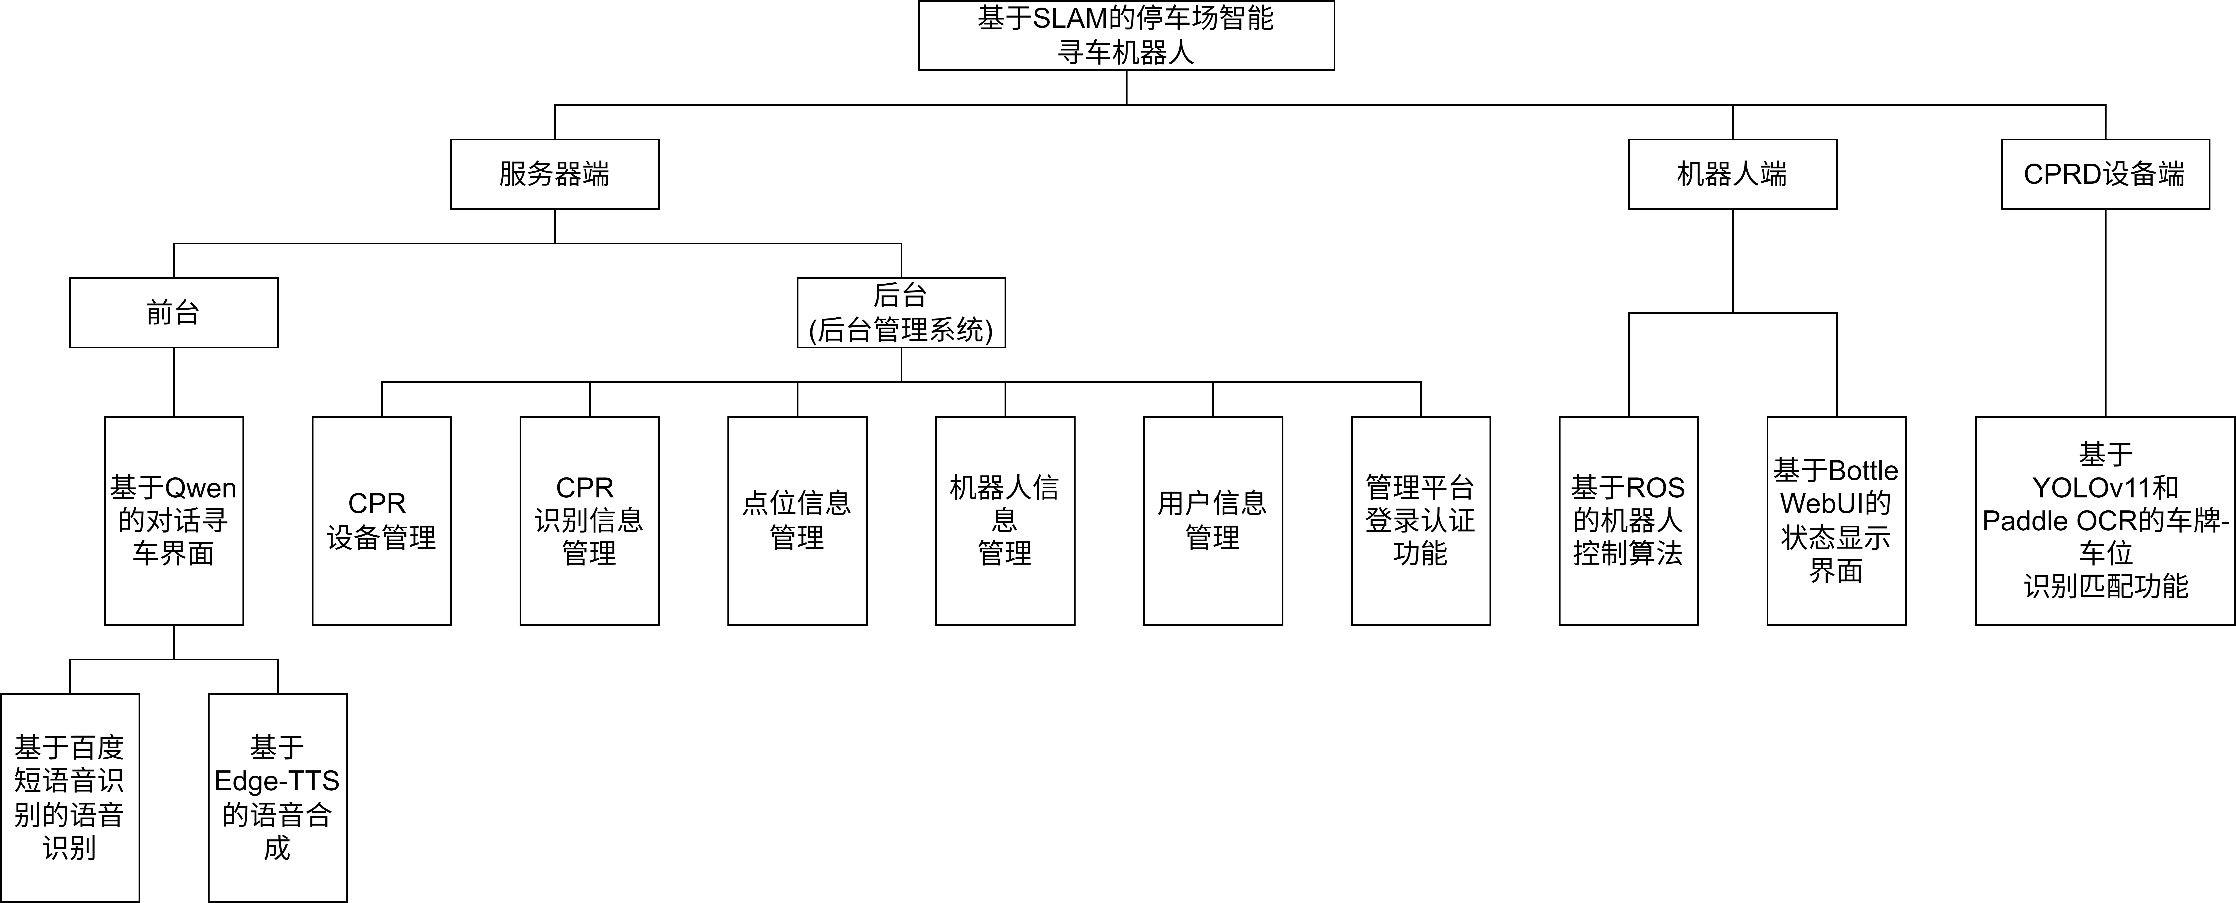 基于SLAM的停车场智能
寻车机器人
服务器端
机器人端
CPRD设备端
前台
后台
(后台管理系统)
基于Qwen
的对话寻
车界面
CPR
设备管理
CPR
识别信息
管理
点位信息
管理
机器人信
息
管理
用户信息
管理
管理平台
登录认证
功能
基于ROS
的机器人
控制算法
基于Bottle
WebUI的
状态显示
界面
基于
YOLOv11和
Paddle OCR的车牌-
车位
识别匹配功能
基于百度
短语音识
别的语音
识别
基于
Edge-TTS
的语音合
成